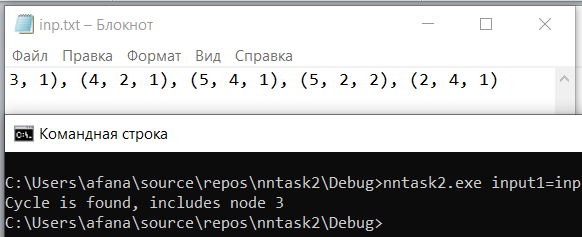 inp.txt – Блокнот
Файл Правка Формат Вид Справка
3, 1), (4, 2, 1), (5, 4, 1), (5, 2, 2), (2, 4, 1)
Командная строка
C:\Users\afana\source\repos\nntask2\Debug>nntask2.exe input1=inp
Cycle is found, includes node 3
C:\Users\afana\source\repos\nntask2\Debug>